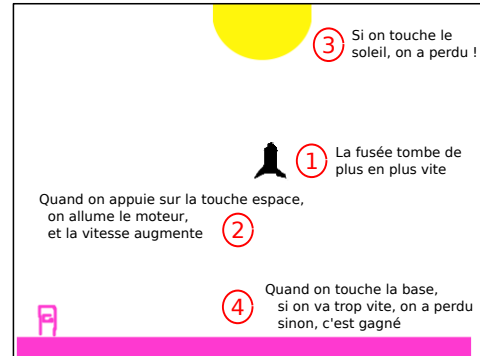 3 Si on touche le
soleil, on a perdu !
1 La fusée tombe de
plus en plus vite
Quand on appuie sur la touche espace,
on allume le moteur,
et la vitesse augmente 2
4 Quand on touche la base,
si on va trop vite, on a perdu
sinon, c'est gagné